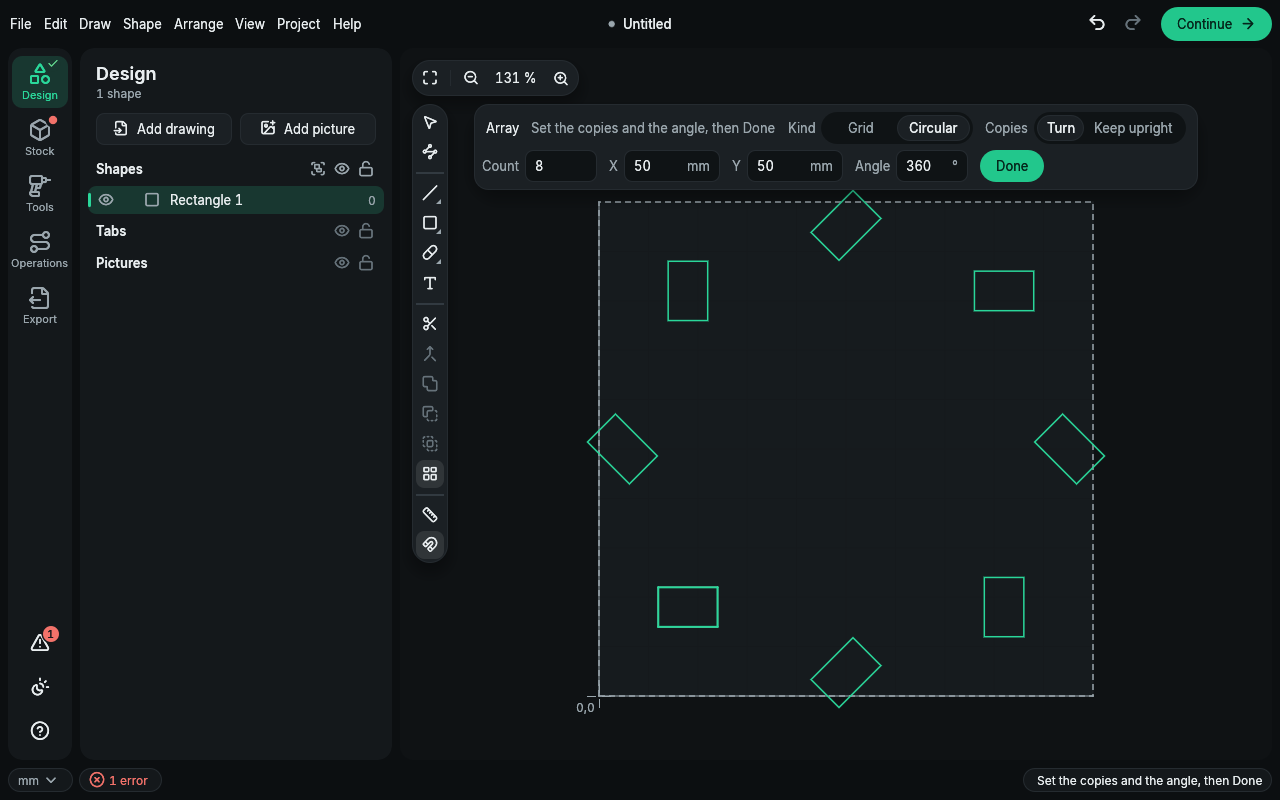 File Edit Draw Shape Arrange View Project Help
Untitled
Continue
Design
Stock
Tools
Operations
Export
1
Design
1 shape
Add drawing Add picture
Shapes
Rectangle 1 0
Tabs
Pictures
131 %
Array Set the copies and the angle, then Done Kind Grid Circular Copies Turn Keep upright
Count 8 X 50 mm Y 50 mm Angle 360 ° Done
0,0
mm 1 error
Set the copies and the angle, then Done